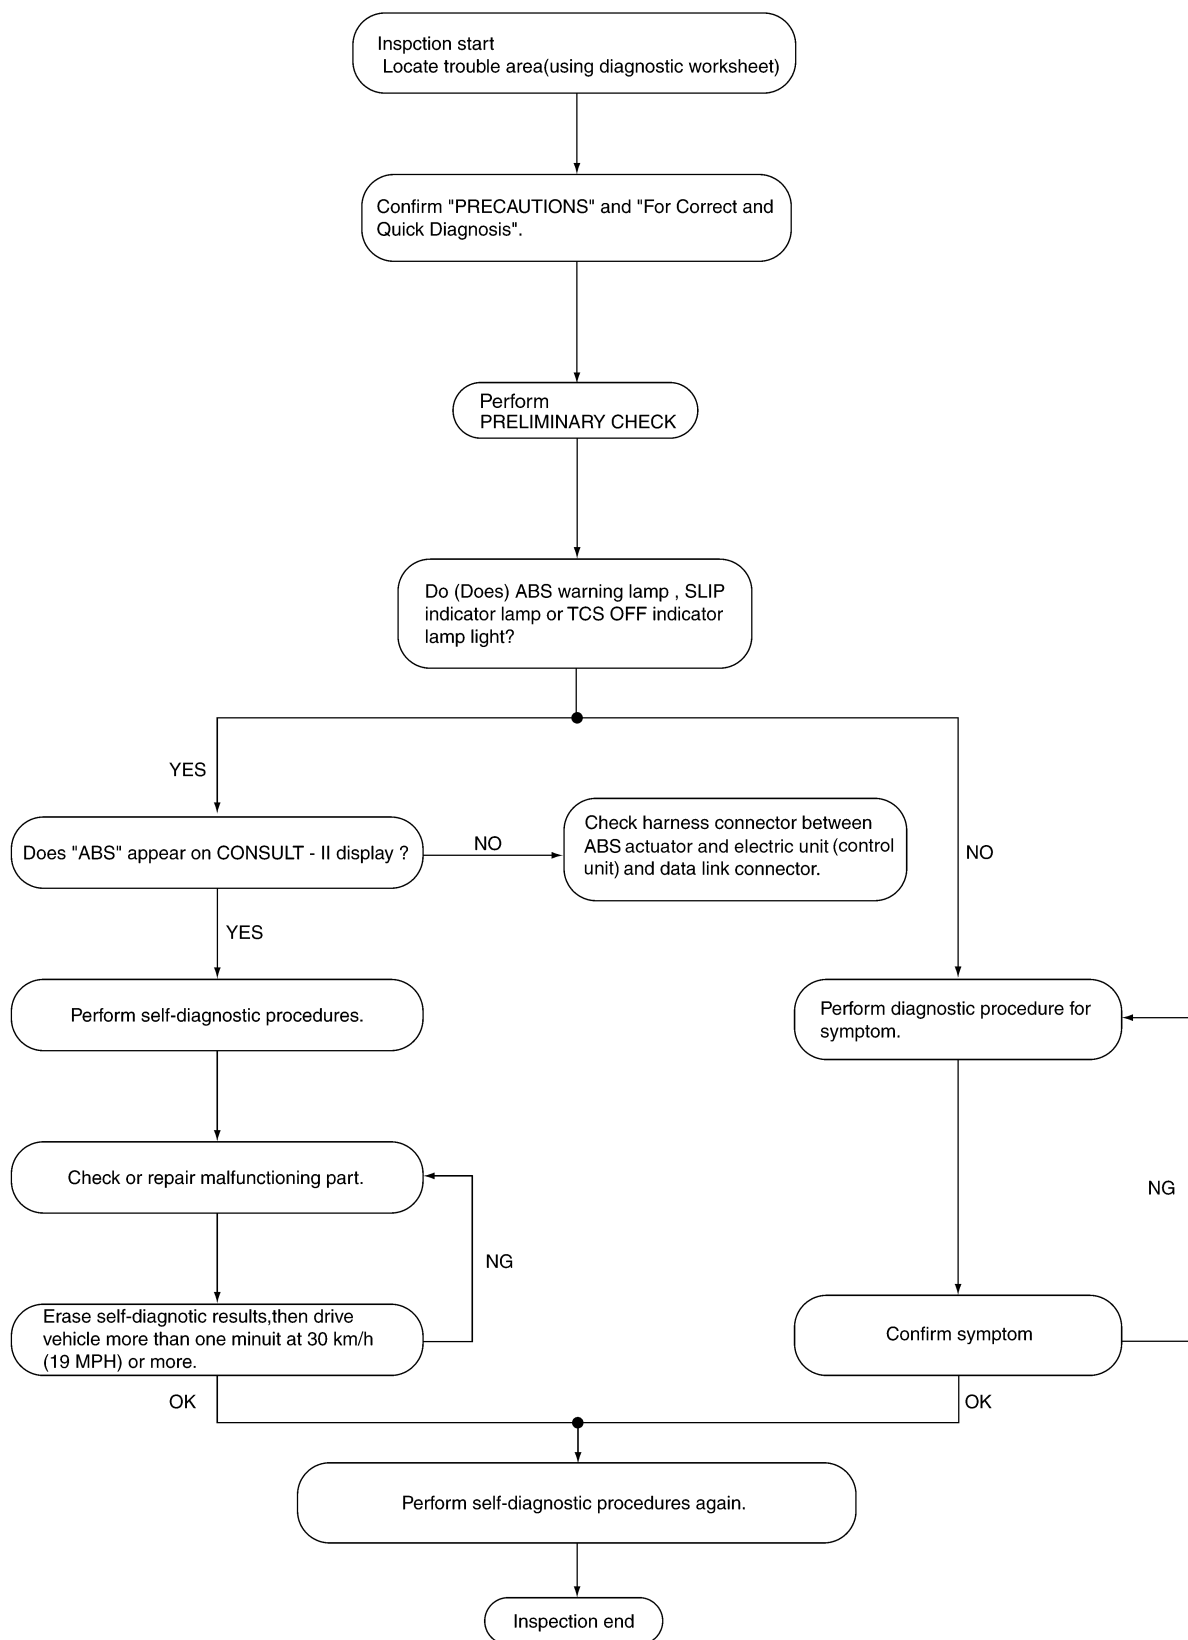 Inspction start
Locate trouble area(using diagnostic worksheet)
Confirm "PRECAUTIONS" and "For Correct and
Quick Diagnosis".
Perform
PRELIMINARY CHECK
Do (Does) ABS warning lamp , SLIP
indicator lamp or TCS OFF indicator
lamp light?
YES
NO
Does "ABS" appear on CONSULT - II display ?
NO
Check harness connector between
ABS actuator and electric unit (control
unit) and data link connector.
YES
Perform self-diagnostic procedures.
Perform diagnostic procedure for
symptom.
Check or repair malfunctioning part.
NG
NG
Erase self-diagnotic results,then drive
vehicle more than one minuit at 30 km/h
(19 MPH) or more.
Confirm symptom
OK
OK
Perform self-diagnostic procedures again.
Inspection end